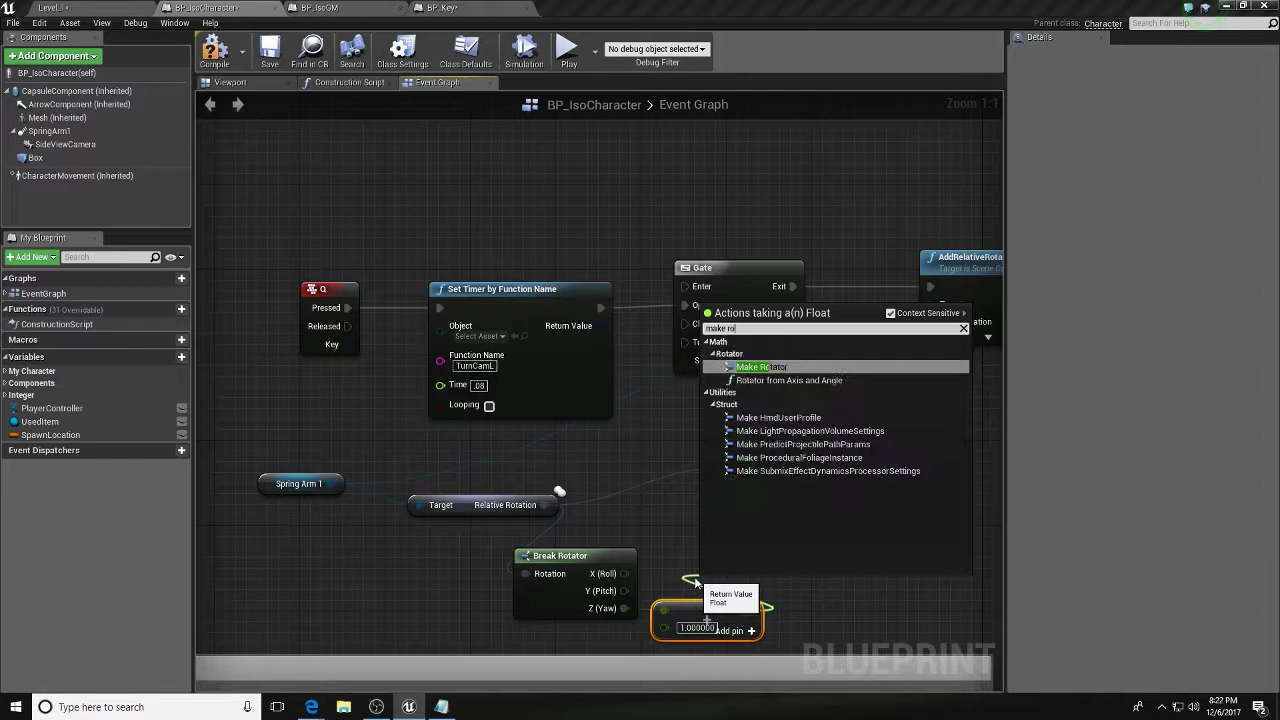 Level
BP_IsoCharacter*
BP_IsoGM
BP_Key*
Parent class: Character
Search For Help
File Edit Asset View Debug Window Help
Components
Details
Add Component
Compile
Save
Find in CB
Search
Class Settings
Class Defaults
Simulation
Play
No debug object selected
Debug Filter
BP_IsoCharacter(self)
Viewport
Construction Script
Event Graph
CapsuleComponent (Inherited)
ArrowComponent (Inherited)
Mesh (Inherited)
SpringArm1
SideViewCamera
Box
CharacterMovement (Inherited)
BP_IsoCharacter > Event Graph
Zoom 1:1
My Blueprint
Add New
Search
Graphs
EventGraph
Functions (31 Overridable)
ConstructionScript
Macros
Variables
My Character
Components
Integer
PlayerController
UsedItem
SpawnLocation
Event Dispatchers
Q
Pressed
Released
Key
Set Timer by Function Name
Object
Select Asset
Return Value
Function Name
TurnCamL
Time .08
Looping
Gate
Enter
Exit
AddRelativeRota
Target is Scene Co
Actions taking a(n) Float
Context Sensitive
make ro
Math
Rotator
Make Rotator
Rotator from Axis and Angle
Utilities
Struct
Make HmdUserProfile
Make LightPropagationVolumeSettings
Make PredictProjectilePathParams
Make ProceduralFoliageInstance
Make SubmixEffectDynamicsProcessorSettings
Spring Arm 1
Target
Relative Rotation
Break Rotator
Rotation
X (Roll)
Y (Pitch)
Z (Yaw)
Return Value
Float
1.000000
Add pin
BLUEPRINT
Type here to search
8:22 PM
12/6/2017